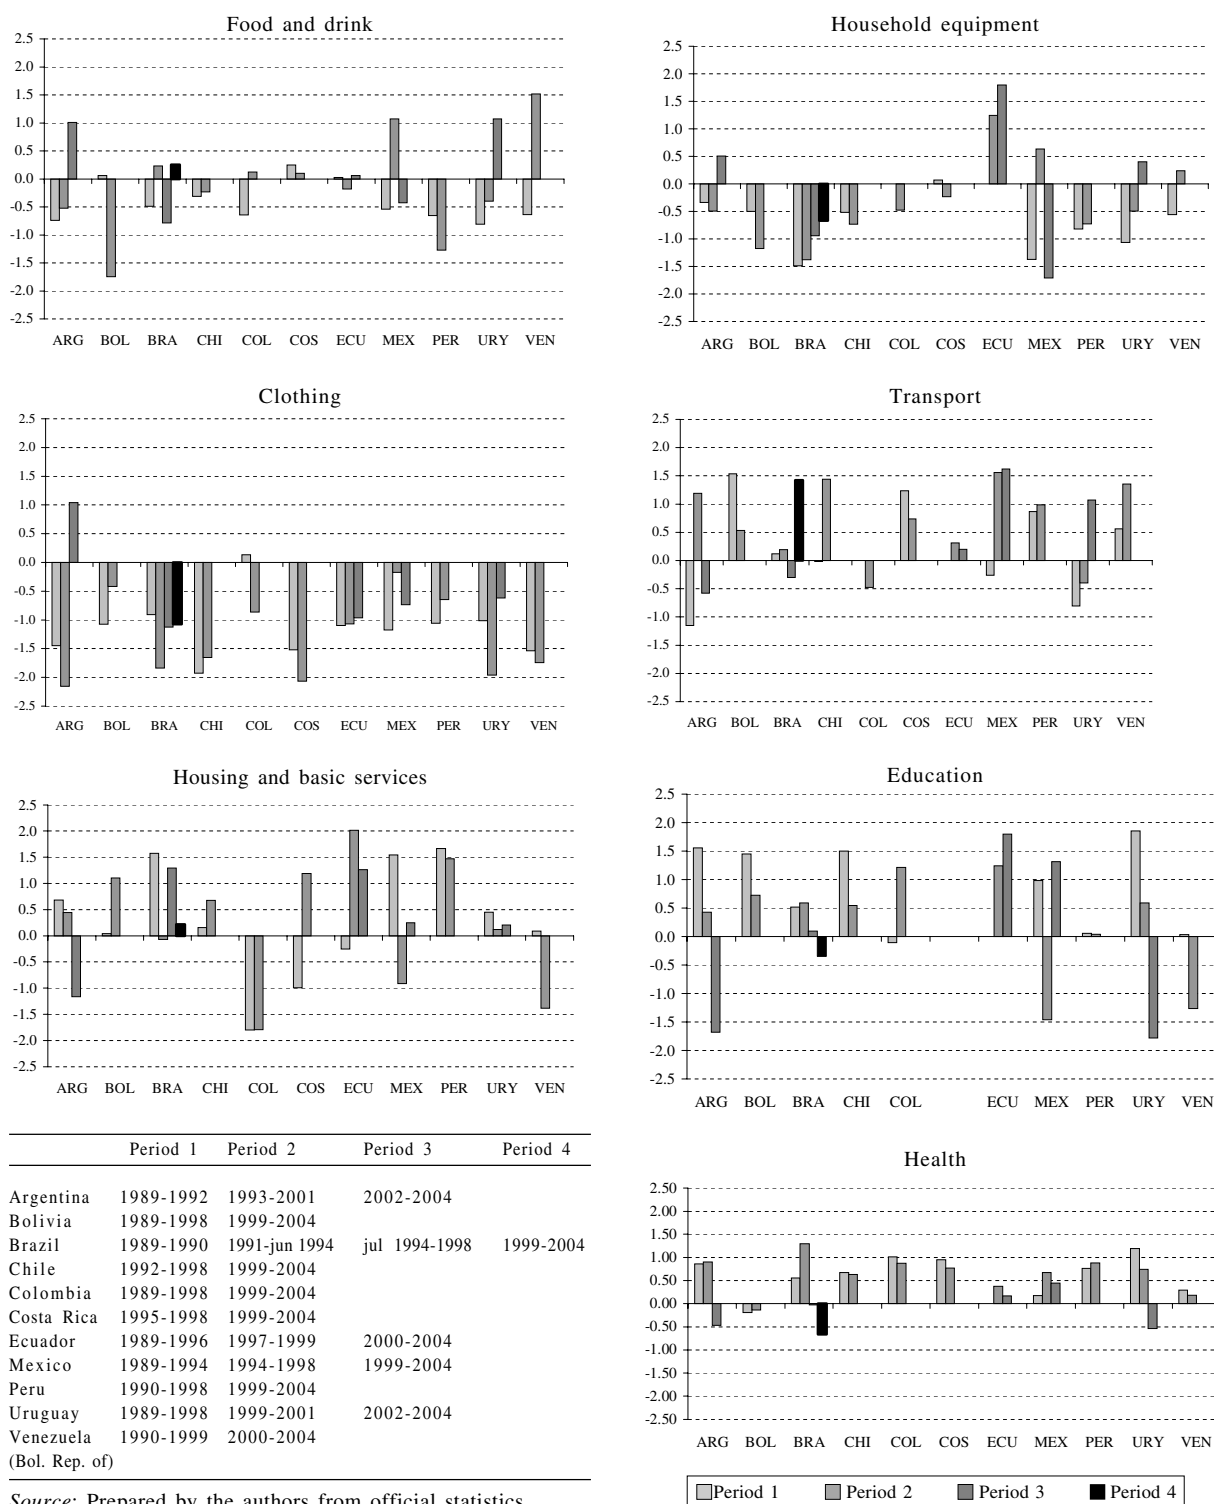 Food and drink
2.5
2.0
1.5
1.0
0.5
0.0
-0.5
-1.0
-1.5
-2.0
-2.5
ARG BOL BRA CHI COL COS ECU MEX PER URY VEN
Clothing
2.5
2.0
1.5
1.0
0.5
0.0
-0.5
-1.0
-1.5
-2.0
-2.5
ARG BOL BRA CHI COL COS ECU MEX PER URY VEN
Housing and basic services
2.5
2.0
1.5
1.0
0.5
0.0
-0.5
-1.0
-1.5
-2.0
-2.5
ARG BOL BRA CHI COL COS ECU MEX PER URY VEN
Period 1 Period 2 Period 3 Period 4
Argentina 1989-1992 1993-2001 2002-2004
Bolivia 1989-1998 1999-2004
Brazil 1989-1990 1991-jun 1994 jul 1994-1998 1999-2004
Chile 1992-1998 1999-2004
Colombia 1989-1998 1999-2004
Costa Rica 1995-1998 1999-2004
Ecuador 1989-1996 1997-1999 2000-2004
Mexico 1989-1994 1994-1998 1999-2004
Peru 1990-1998 1999-2004
Uruguay 1989-1998 1999-2001 2002-2004
Venezuela 1990-1999 2000-2004
(Bol. Rep. of)
Source: Prepared by the authors from official statistics
Household equipment
2.5
2.0
1.5
1.0
0.5
0.0
-0.5
-1.0
-1.5
-2.0
-2.5
ARG BOL BRA CHI COL COS ECU MEX PER URY VEN
Transport
2.5
2.0
1.5
1.0
0.5
0.0
-0.5
-1.0
-1.5
-2.0
-2.5
ARG BOL BRA CHI COL COS ECU MEX PER URY VEN
Education
2.5
2.0
1.5
1.0
0.5
0.0
-0.5
-1.0
-1.5
-2.0
-2.5
ARG BOL BRA CHI COL ECU MEX PER URY VEN
Health
2.50
2.00
1.50
1.00
0.50
0.00
-0.50
-1.00
-1.50
-2.00
-2.50
ARG BOL BRA CHI COL COS ECU MEX PER URY VEN
Period 1 Period 2 Period 3 Period 4